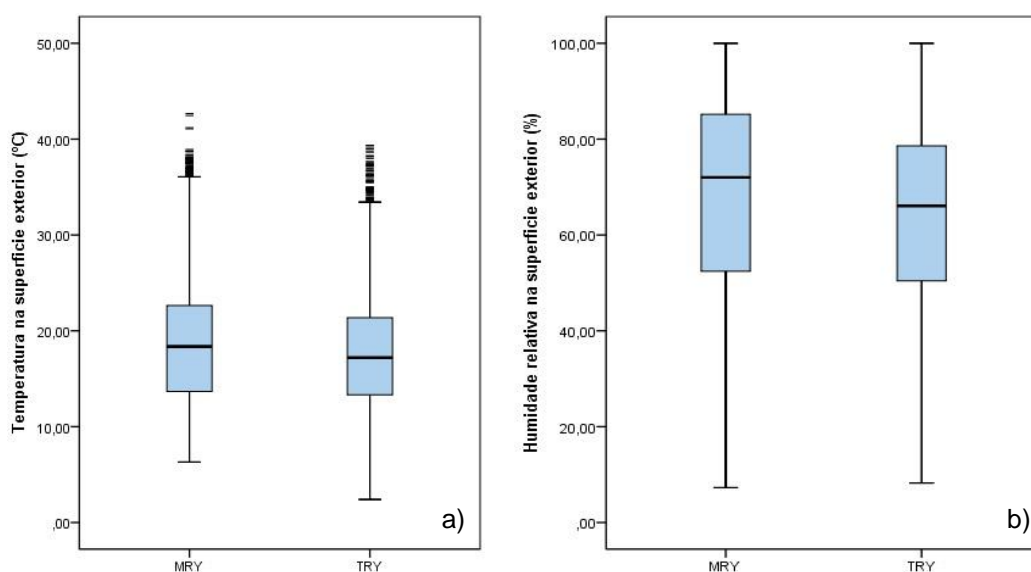 Temperatura na superfície exterior (ºC)
50,00
40,00
30,00
20,00
10,00
,00
MRY
TRY
a)
Humidade relativa na superfície exterior (%)
100,00
80,00
60,00
40,00
20,00
,00
MRY
TRY
b)